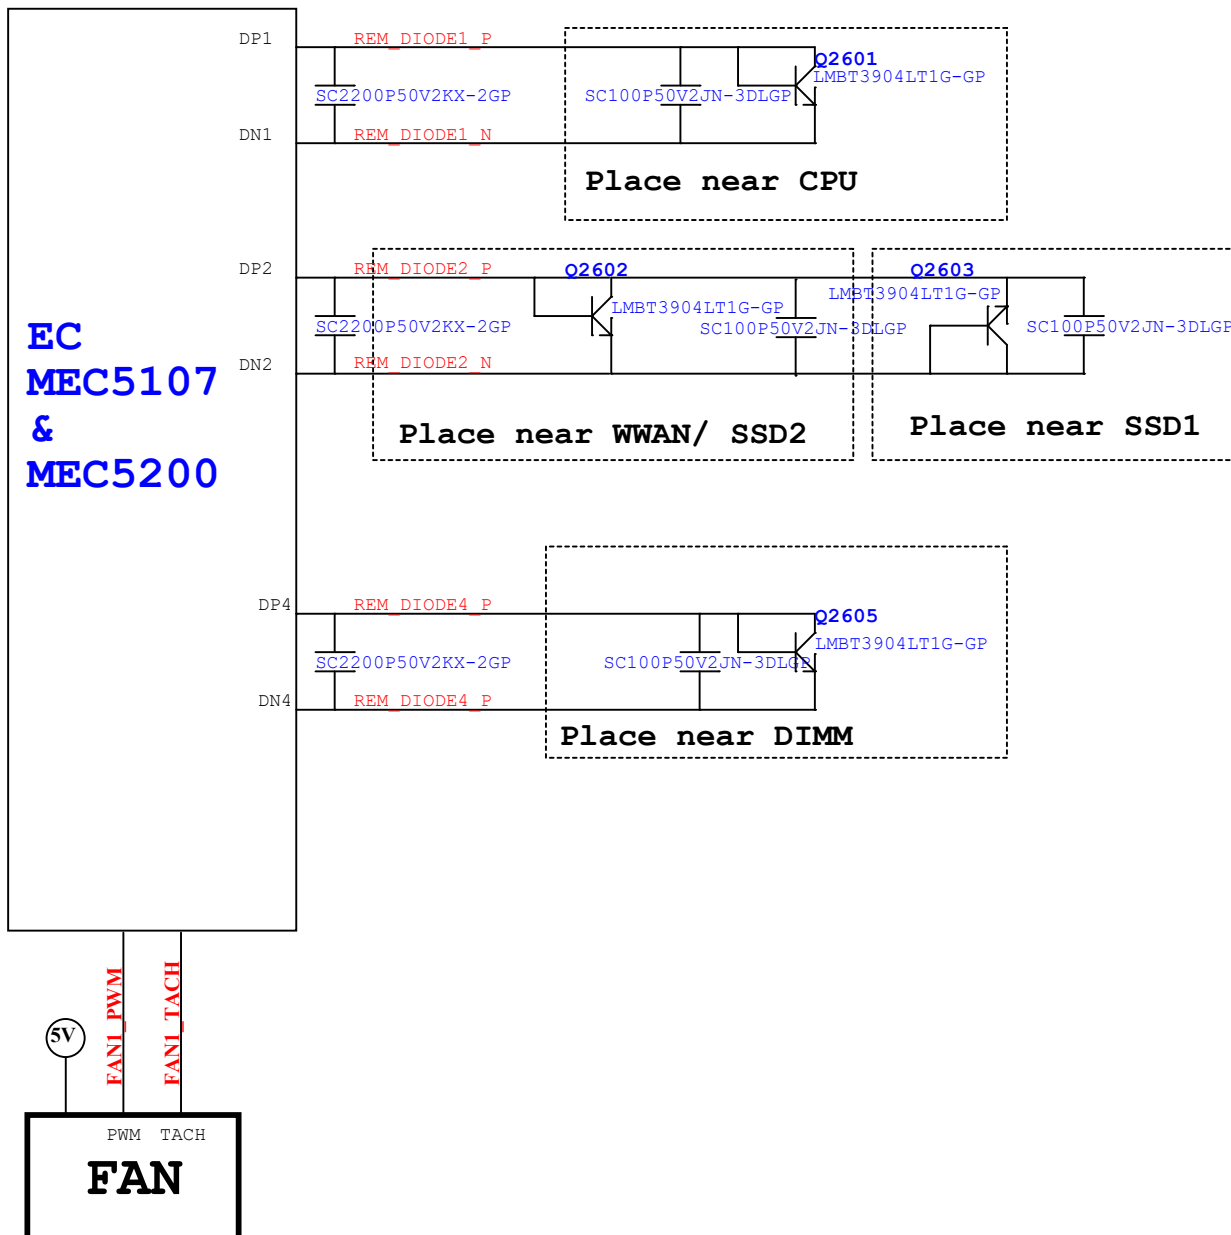 DP1
REM_DIODE1_P
Q2601
LMBT3904LT1G-GP
SC2200P50V2KX-2GP
SC100P50V2JN-3DLGP
DN1
REM_DIODE1_N
Place near CPU
DP2
REM_DIODE2_P
Q2602
Q2603
LMBT3904LT1G-GP
LMBT3904LT1G-GP
SC2200P50V2KX-2GP
SC100P50V2JN-3DLGP
SC100P50V2JN-3DLGP
DN2
REM_DIODE2_N
Place near WWAN/ SSD2
Place near SSD1
EC
MEC5107
&
MEC5200
DP4
REM_DIODE4_P
Q2605
LMBT3904LT1G-GP
SC2200P50V2KX-2GP
SC100P50V2JN-3DLGP
DN4
REM_DIODE4_P
Place near DIMM
FAN1_PWM
FAN1_TACH
5V
PWM TACH
FAN